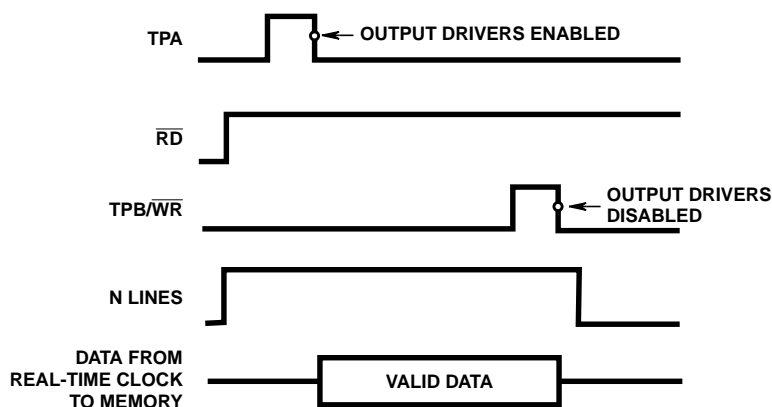 TPA
OUTPUT DRIVERS ENABLED
RD
TPB/WR
OUTPUT DRIVERS
DISABLED
N LINES
DATA FROM
REAL-TIME CLOCK
TO MEMORY
VALID DATA